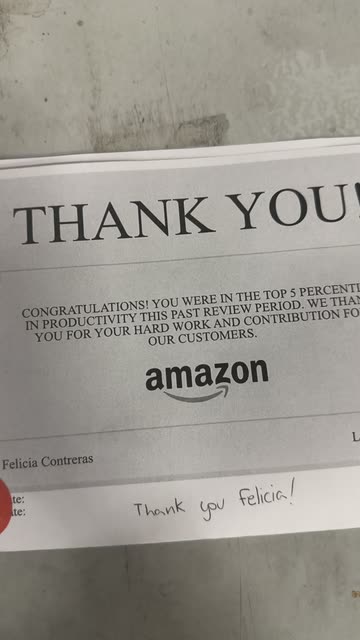 THANK YOU!
CONGRATULATIONS! YOU WERE IN THE TOP 5 PERCENTI
IN PRODUCTIVITY THIS PAST REVIEW PERIOD. WE THAN
YOU FOR YOUR HARD WORK AND CONTRIBUTION FO
OUR CUSTOMERS.
amazon
L
Felicia Contreras
te:
te:
Thank you Felicia!